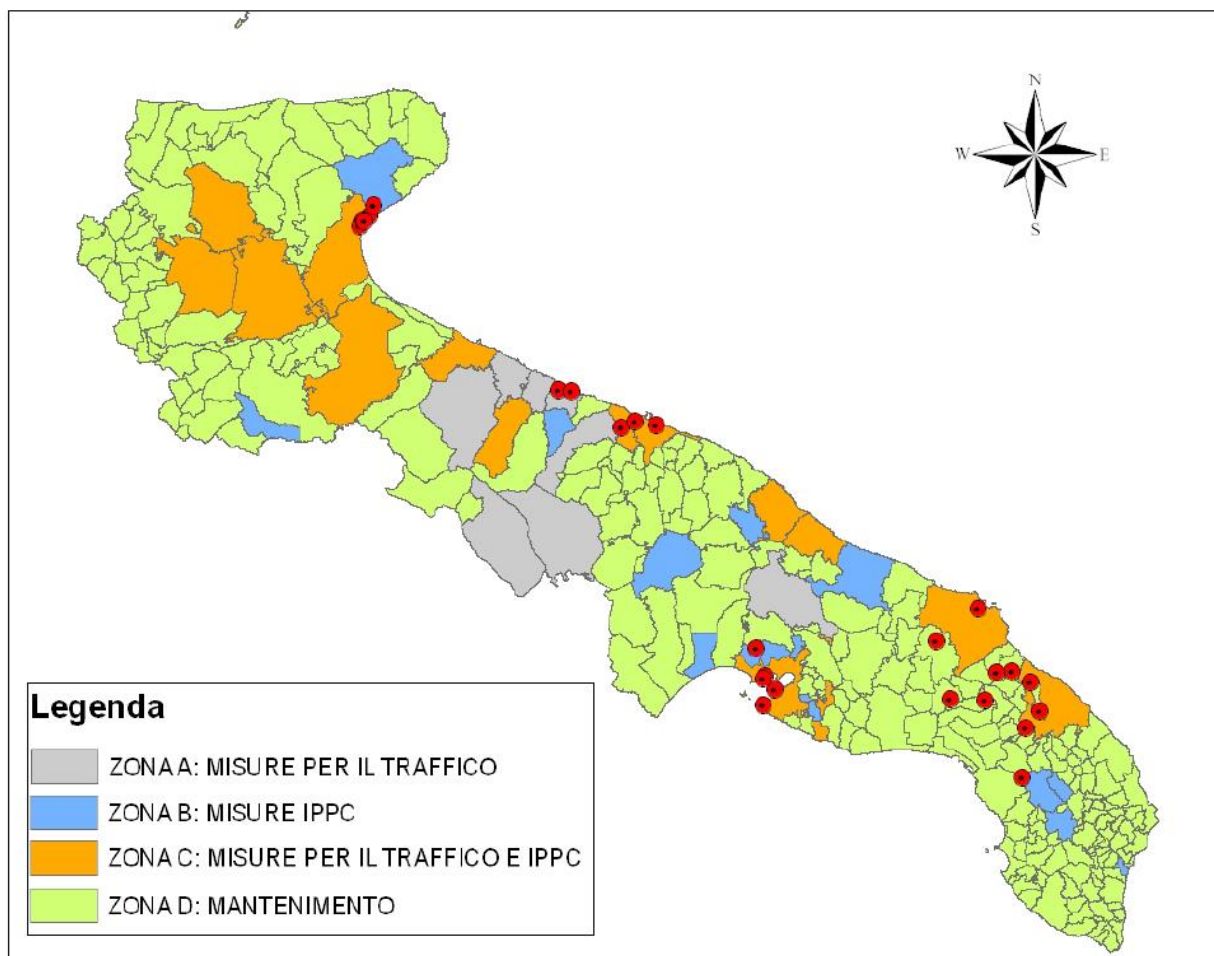 N
W E
S
Legenda
ZONA A: MISURE PER IL TRAFFICO
ZONA B: MISURE IPPC
ZONA C: MISURE PER IL TRAFFICO E IPPC
ZONA D: MANTENIMENTO